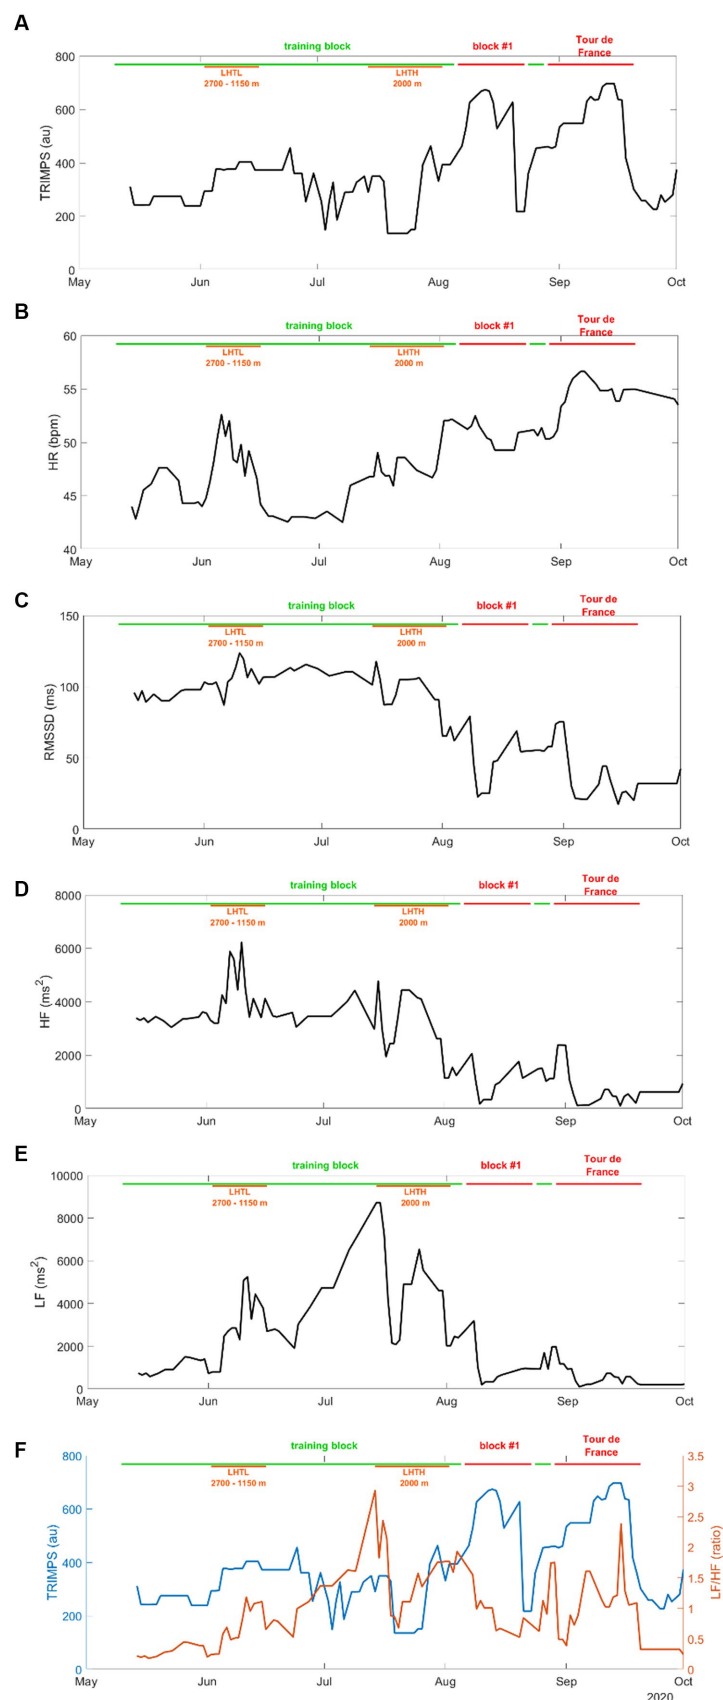 A
training block block #1 Tour de
France
LHTL LHTH
2700 - 1150 m 2000 m
800
600
400
200
0
TRIMPS (au)
May Jun Jul Aug Sep Oct
B
training block block #1 Tour de
France
LHTL LHTH
2700 - 1150 m 2000 m
60
55
50
45
40
HR (bpm)
May Jun Jul Aug Sep Oct
C
training block block #1 Tour de
France
LHTL LHTH
2700 - 1150 m 2000 m
150
100
50
0
RMSSD (ms)
May Jun Jul Aug Sep Oct
D
training block block #1 Tour de
France
LHTL LHTH
2700 - 1150 m 2000 m
8000
6000
4000
2000
0
HF (ms²)
May Jun Jul Aug Sep Oct
E
training block block #1 Tour de
France
LHTL LHTH
2700 - 1150 m 2000 m
10000
8000
6000
4000
2000
0
LF (ms²)
May Jun Jul Aug Sep Oct
F
training block block #1 Tour de
France
LHTL LHTH
2700 - 1150 m 2000 m
800
600
400
200
0
TRIMPS (au)
3.5
3
2.5
2
1.5
1
0.5
0
LF/HF (ratio)
May Jun Jul Aug Sep Oct
2020